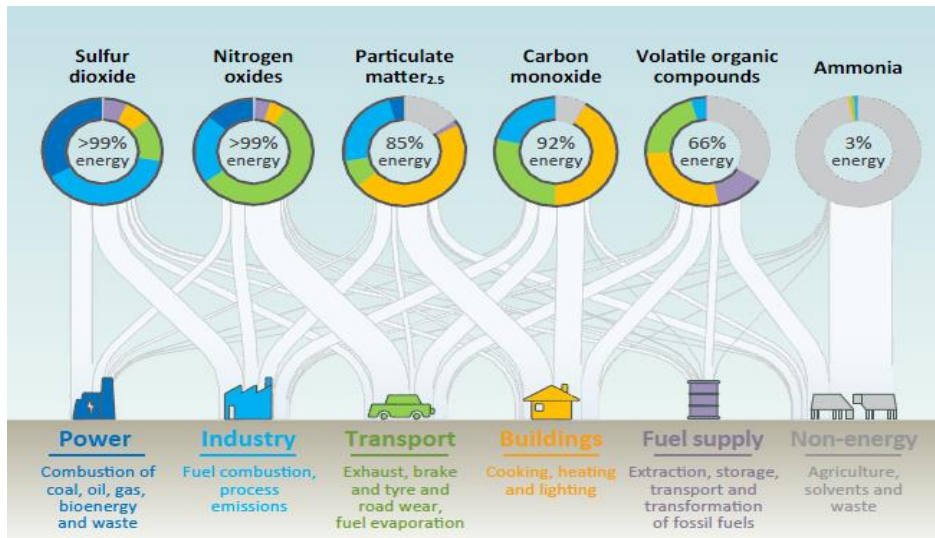 Sulfur
dioxide
Nitrogen
oxides
Particulate
matter2.5
Carbon
monoxide
Volatile organic
compounds
Ammonia
>99%
energy
>99%
energy
85%
energy
92%
energy
66%
energy
3%
energy
Power
Combustion of
coal, oil, gas,
bioenergy
and waste
Industry
Fuel combustion,
process
emissions
Transport
Exhaust, brake
and tyre and
road wear,
fuel evaporation
Buildings
Cooking, heating
and lighting
Fuel supply
Extraction, storage,
transport and
transformation
of fossil fuels
Non-energy
Agriculture,
solvents and
waste